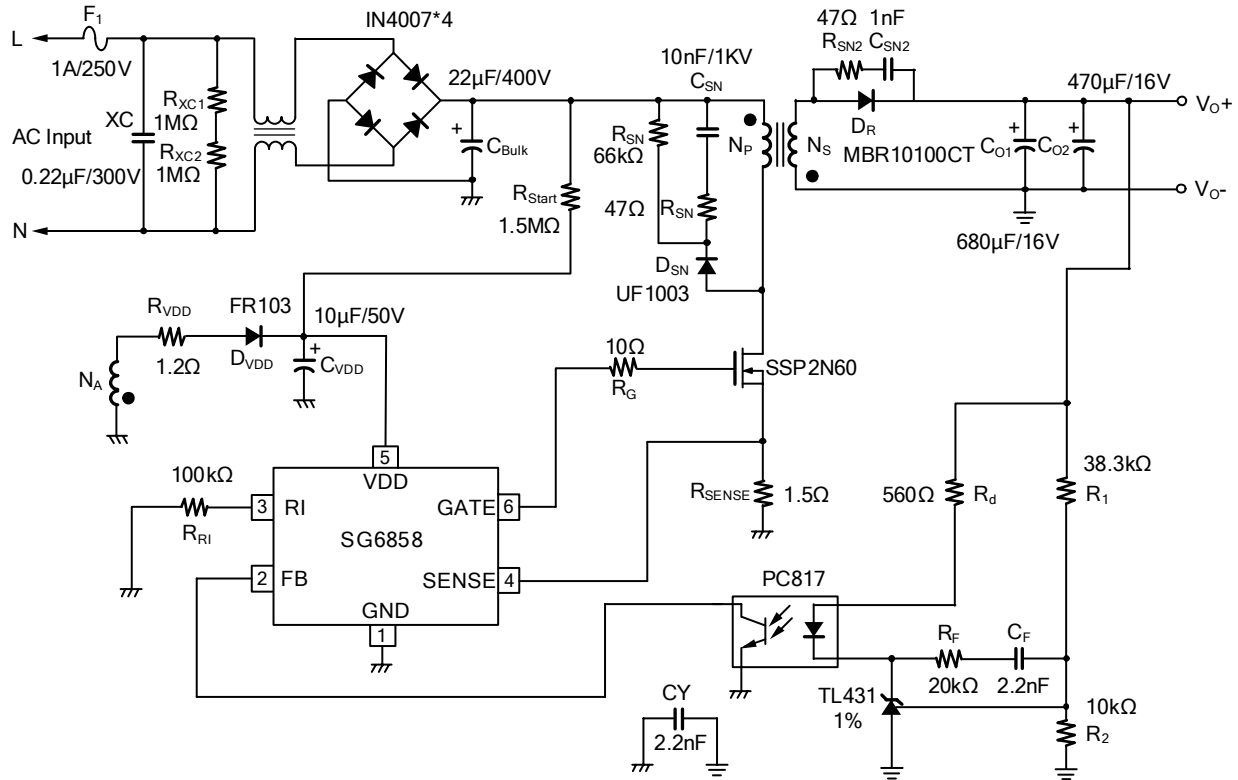 F1
IN4007*4
47Ω 1nF
RSN2 CSN2
L
1A/250V
10nF/1KV
CSN
22µF/400V
470µF/16V
VO+
RXC1
1MΩ
XC
AC Input
RXC2
1MΩ
0.22µF/300V
CBulk
RSN
66kΩ
NP
NS
DR
MBR10100CT
CO1
CO2
RStart
1.5MΩ
47Ω
RSN
VO-
N
680µF/16V
DSN
UF1003
RVDD
FR103
10µF/50V
1.2Ω
DVDD
CVDD
NA
10Ω
RG
SSP2N60
100kΩ
RRI
5
VDD
3
RI
GATE
6
SG6858
2
FB
SENSE
4
GND
1
RSENSE
1.5Ω
560Ω
Rd
38.3kΩ
R1
PC817
RF
CF
20kΩ
2.2nF
TL431
1%
10kΩ
R2
CY
2.2nF